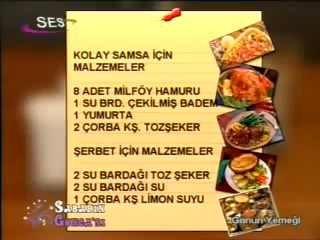 SES
KOLAY SAMSA İÇİN
MALZEMELER
8 ADET MİLFÖY HAMURU
1 SU BRD. ÇEKİLMİŞ BADEM
1 YUMURTA
2 ÇORBA KŞ. TOZŞEKER
ŞERBET İÇİN MALZEMELER
2 SU BARDAĞI TOZ ŞEKER
2 SU BARDAĞI SU
1 ÇORBA KŞ LİMON SUYU
SABAHIN
Günün Yemeği